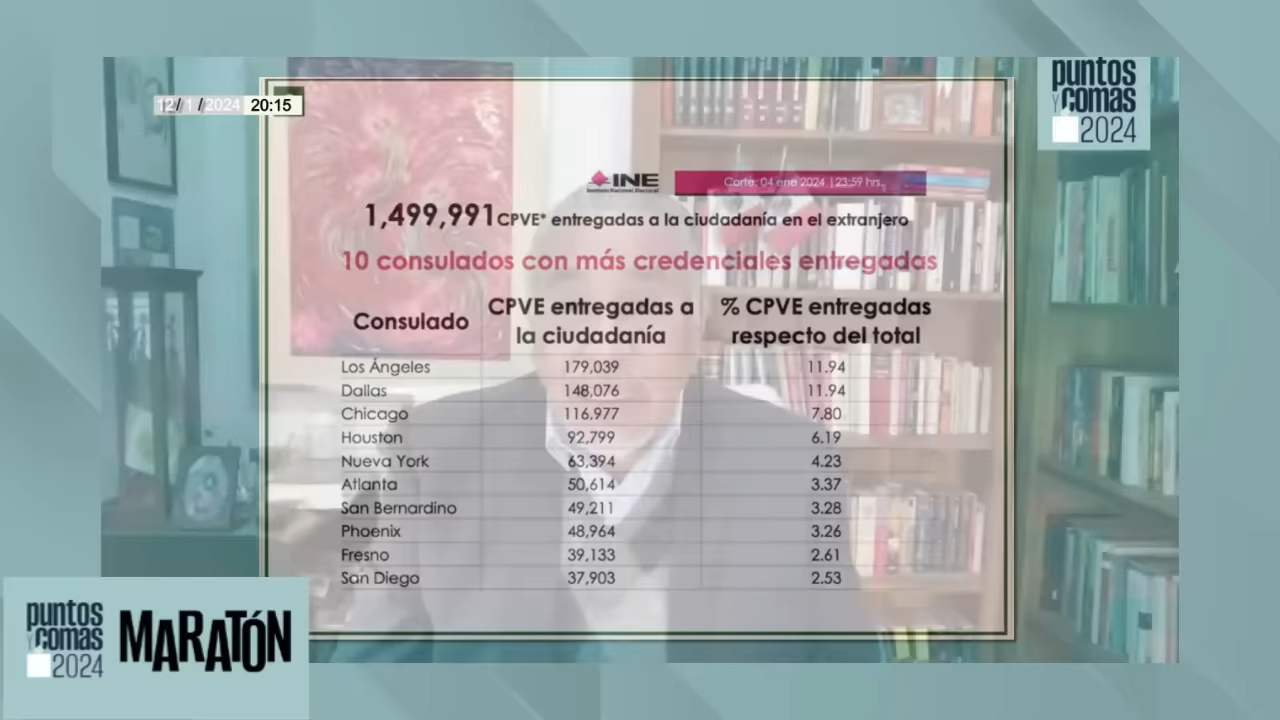 12/1/2024 20:15
puntos
y comas
2024
INE
Instituto Nacional Electoral
Corte: 04 ene 2024 |23:59 hrs.
1,499,991 CPVE* entregadas a la ciudadanía en el extranjero
10 consulados con más credenciales entregadas
Consulado CPVE entregadas a la ciudadanía % CPVE entregadas respecto del total
Los Ángeles 179,039 11.94
Dallas 148,076 11.94
Chicago 116,977 7.80
Houston 92,799 6.19
Nueva York 63,394 4.23
Atlanta 50,614 3.37
San Bernardino 49,211 3.28
Phoenix 48,964 3.26
Fresno 39,133 2.61
San Diego 37,903 2.53
puntos
y comas
2024
MARATÓN